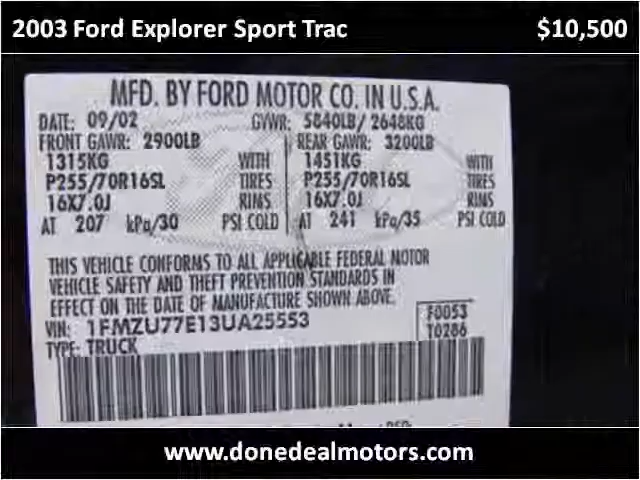 2003 Ford Explorer Sport Trac $10,500
MFD. BY FORD MOTOR CO. IN U.S.A.
DATE: 09/02 GVWR: 5840LB/ 2648KG
FRONT GAWR: 2900LB REAR GAWR: 3200LB
1315KG WITH 1451KG WITH
P255/70R16SL TIRES P255/70R16SL TIRES
16X7.0J RIMS 16X7.0J RIMS
AT 207 kPa/30 PSI COLD AT 241 kPa/35 PSI COLD
THIS VEHICLE CONFORMS TO ALL APPLICABLE FEDERAL MOTOR
VEHICLE SAFETY AND THEFT PREVENTION STANDARDS IN
EFFECT ON THE DATE OF MANUFACTURE SHOWN ABOVE.
VIN: 1FMZU77E13UA25553 F0053
TYPE: TRUCK T0286
www.donedealmotors.com